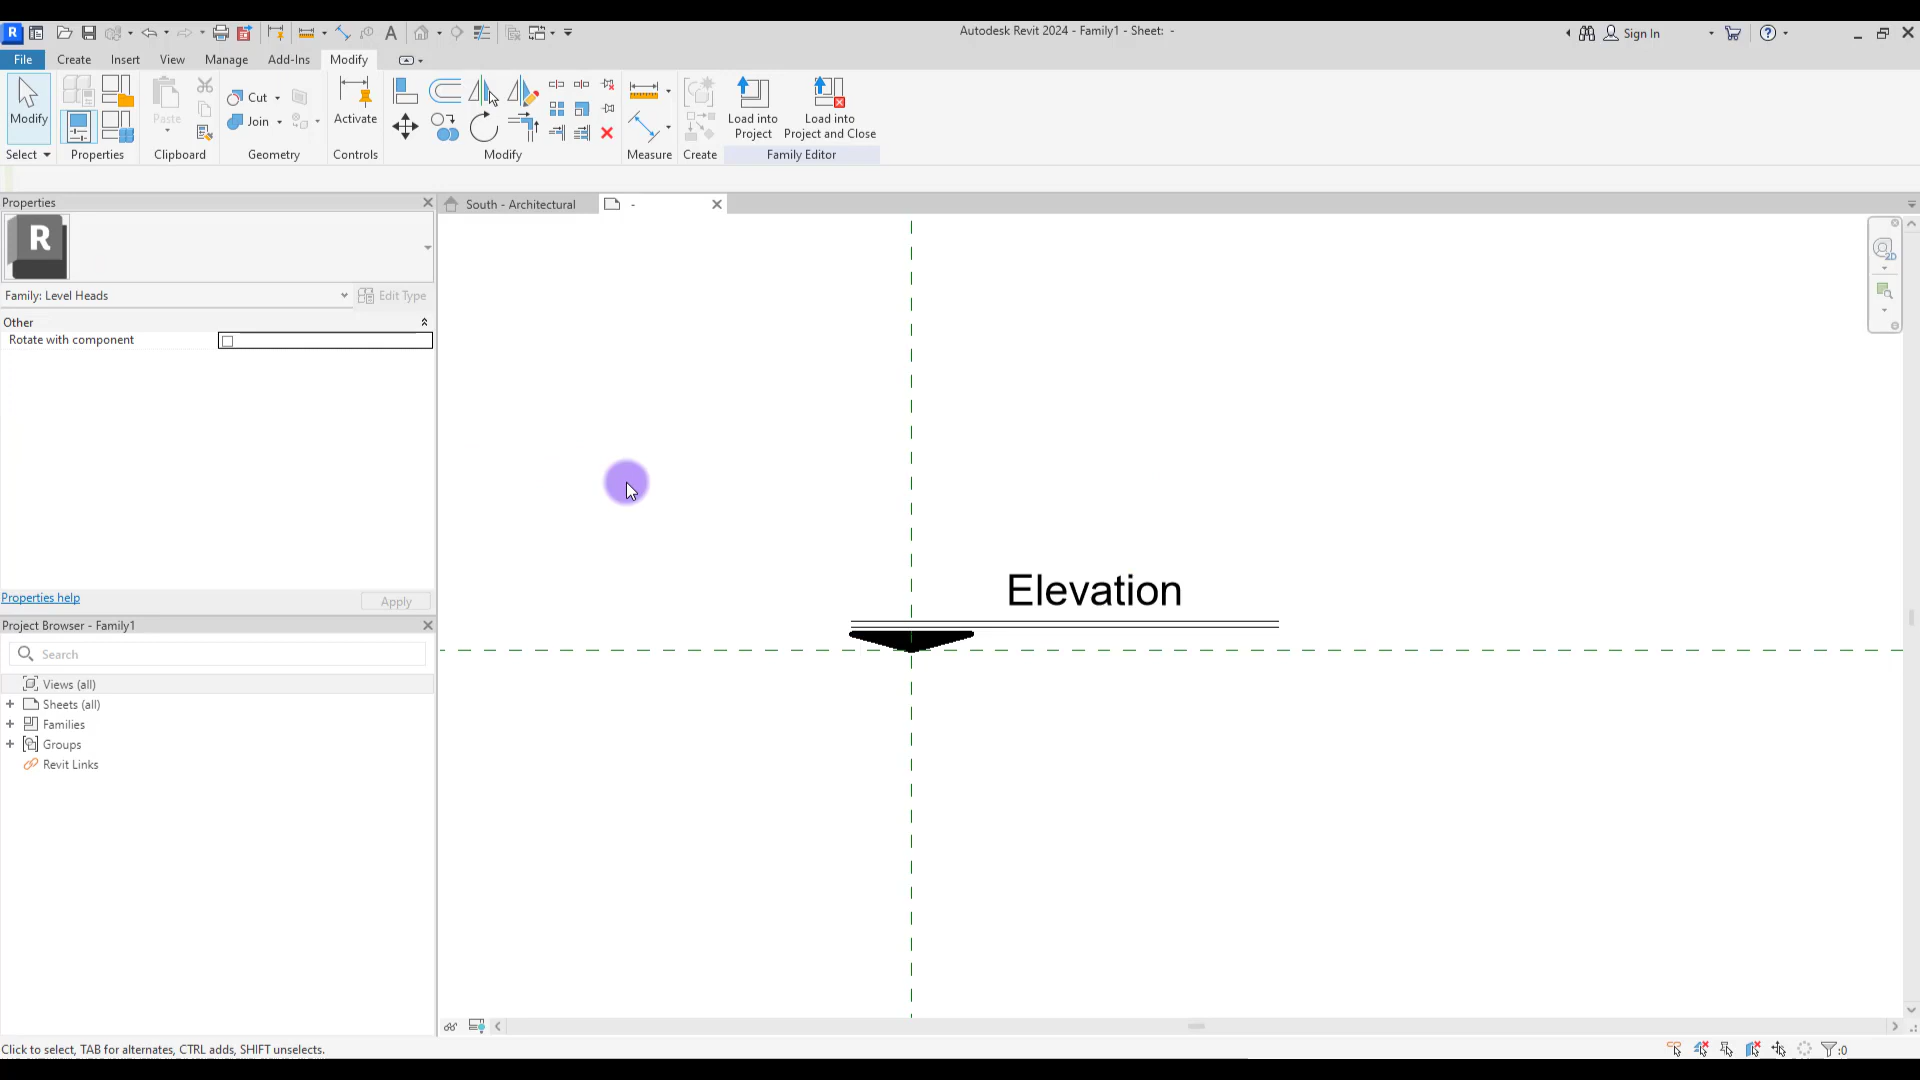 R
Autodesk Revit 2024 - Family1 - Sheet: -
Sign In
File Create Insert View Manage Add-Ins Modify
Modify
Paste
Cut
Join
Activate
Load into Project
Load into Project and Close
Select Properties Clipboard Geometry Controls Modify Measure Create Family Editor
Properties
South - Architectural
-
R
2D
Family: Level Heads
Edit Type
Other
Rotate with component
Elevation
Properties help
Apply
Project Browser - Family1
Search
Views (all)
Sheets (all)
Families
Groups
Revit Links
Click to select, TAB for alternates, CTRL adds, SHIFT unselects.
:0